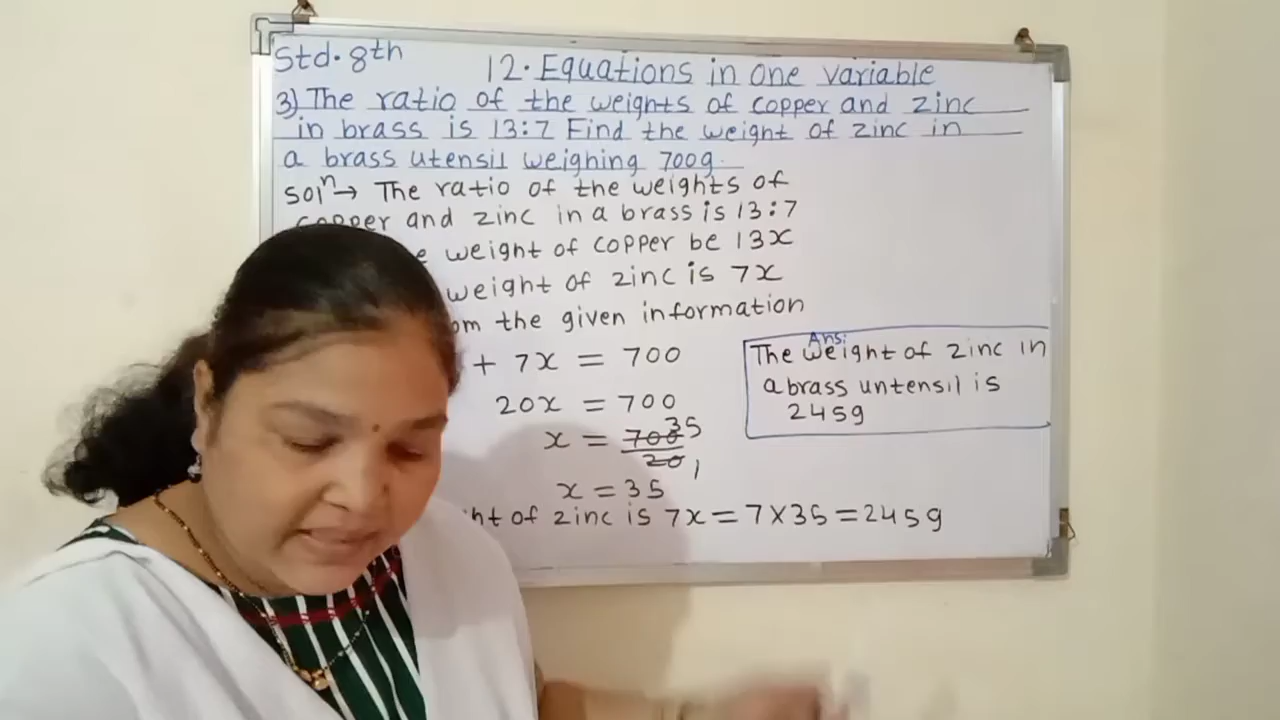 Std. 8th
12. Equations in one variable
3) The ratio of the weights of copper and zinc
in brass is 13:7 Find the weight of zinc in
a brass utensil weighing 700g.
Solⁿ→ The ratio of the weights of
copper and zinc in a brass is 13:7
weight of copper be 13x
weight of zinc is 7x
the given information
+ 7x = 700
20x = 700
x = 700/20 35 1
x = 35
of zinc is 7x = 7×35 = 245g
Ans:
The weight of zinc in
a brass untensil is
245g